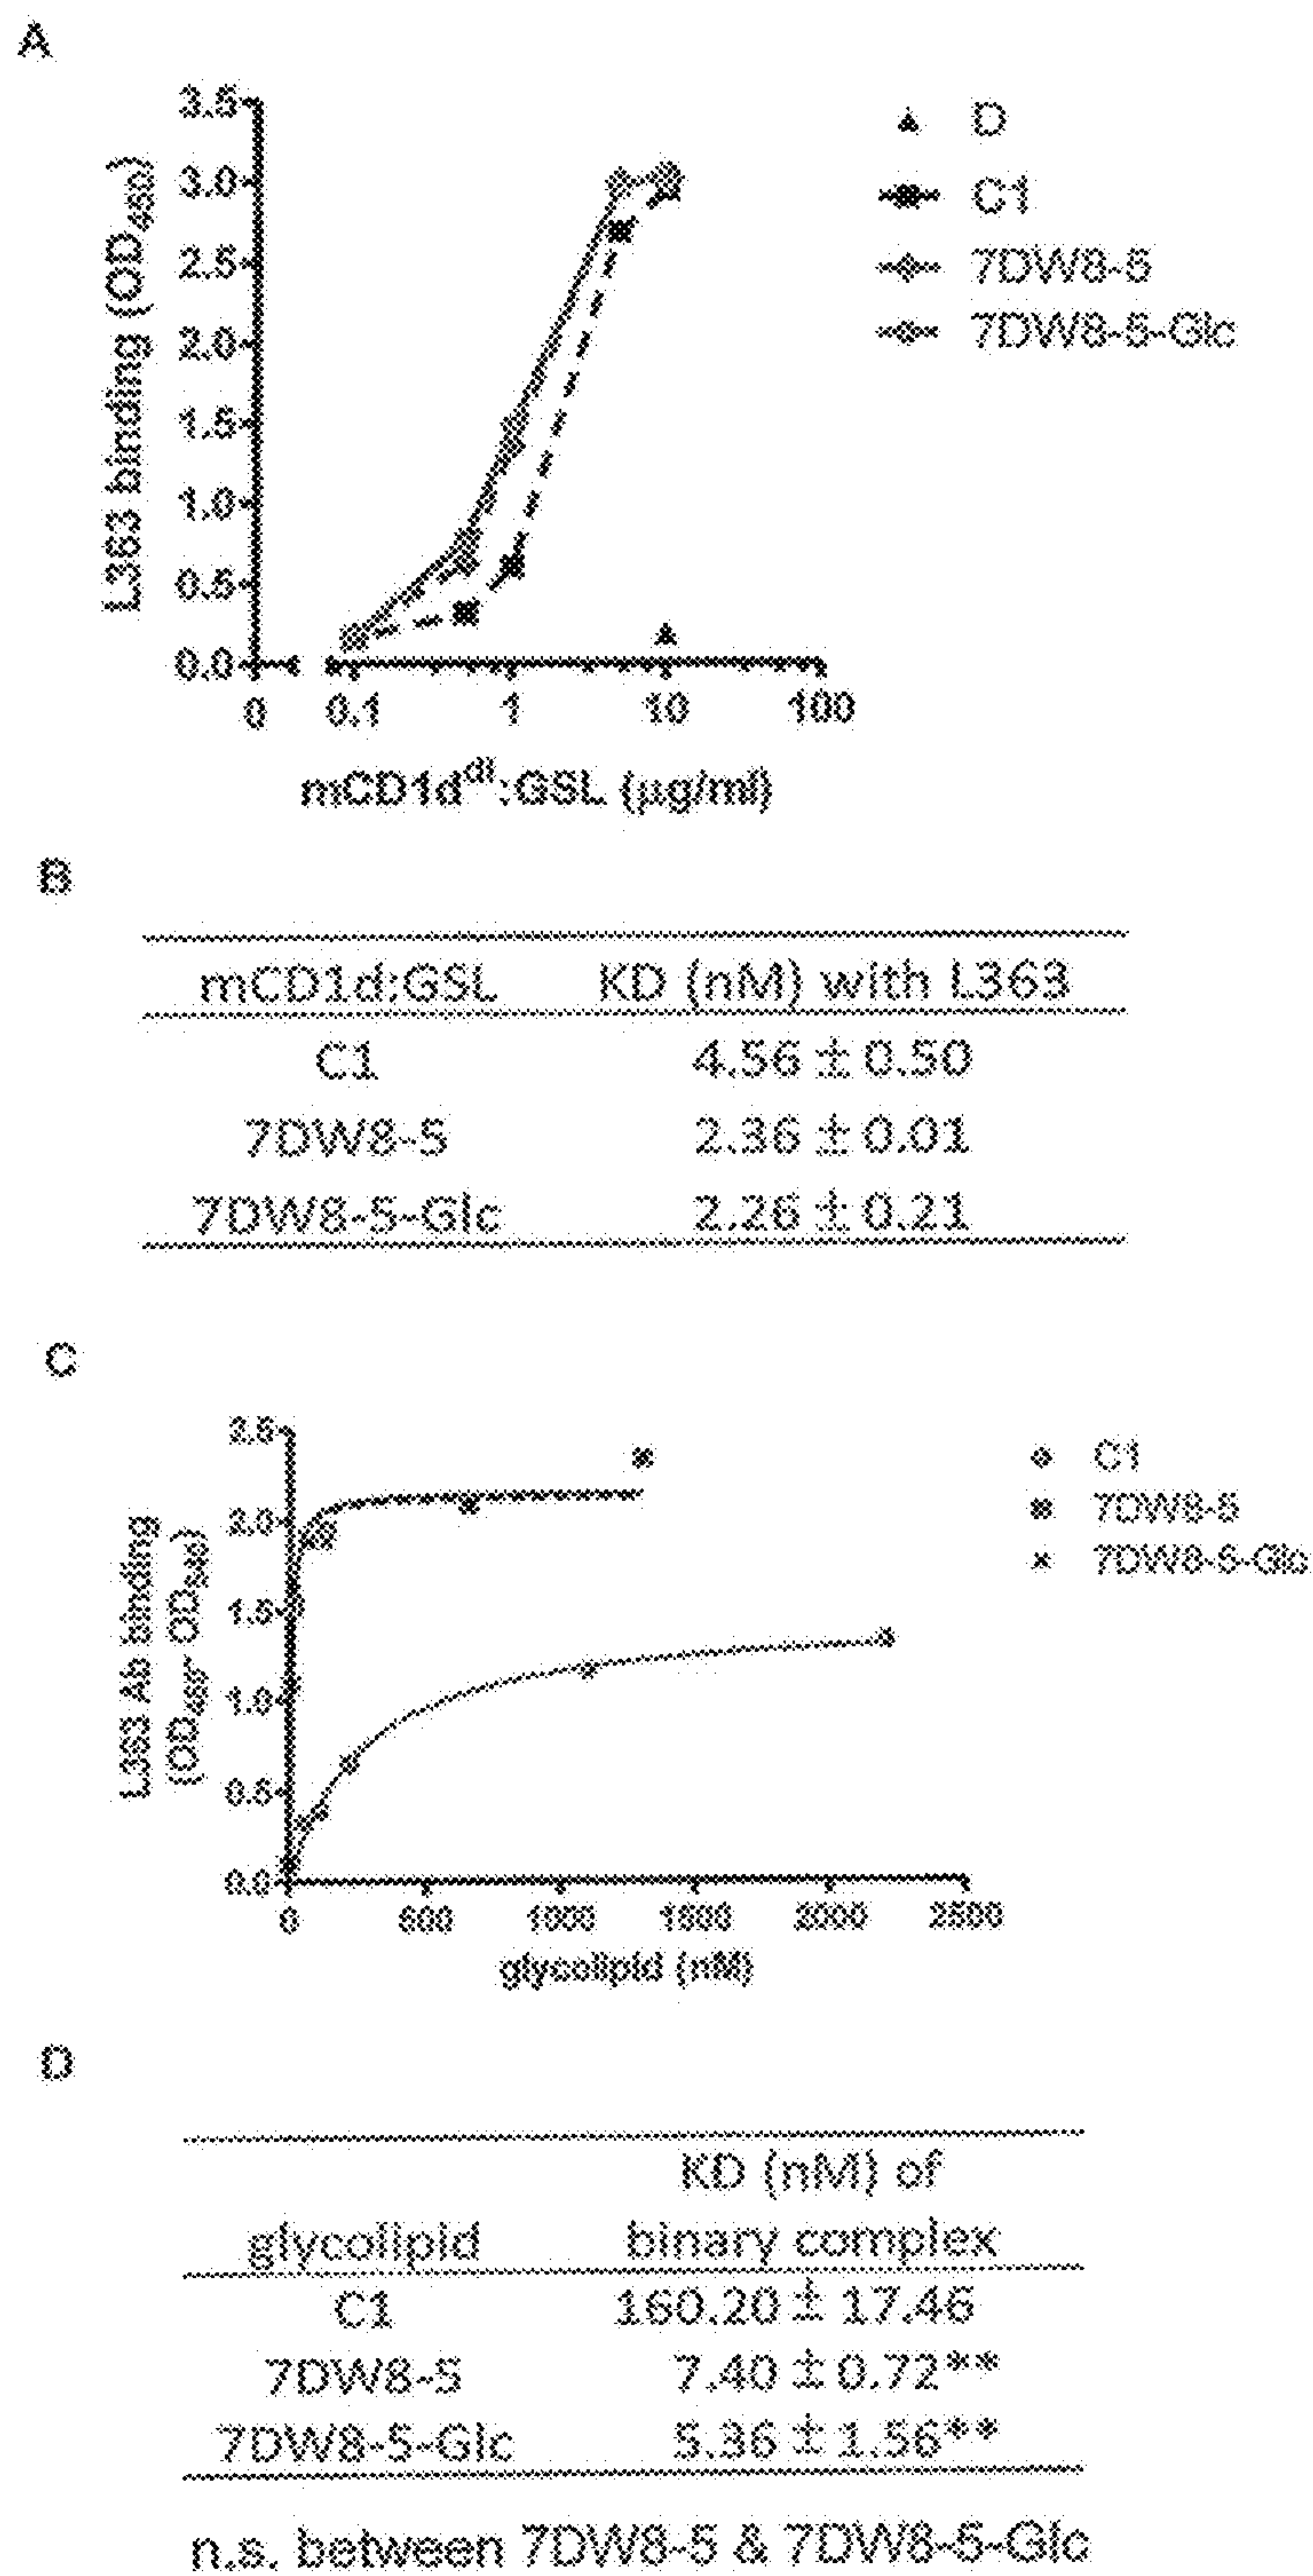 A
3.5
3.0
2.5
2.0
1.5
1.0
0.5
0.0
L363 binding (OD450)
0 0.1 1 10 100
mCD1d^dl:GSL (µg/ml)
D
C1
7DW8-5
7DW8-5-Glc
B
mCD1d:GSL KD (nM) with L363
C1 4.56 ± 0.50
7DW8-5 2.36 ± 0.01
7DW8-5-Glc 2.26 ± 0.21
C
2.5
2.0
1.5
1.0
0.5
0.0
L363 Ab binding
0 500 1000 1500 2000 2500
glycolipid (nM)
C1
7DW8-5
7DW8-5-Glc
D
KD (nM) of
glycolipid binary complex
C1 160.20 ± 17.46
7DW8-5 7.40 ± 0.72**
7DW8-5-Glc 5.36 ± 1.56**
n.s. between 7DW8-5 & 7DW8-5-Glc